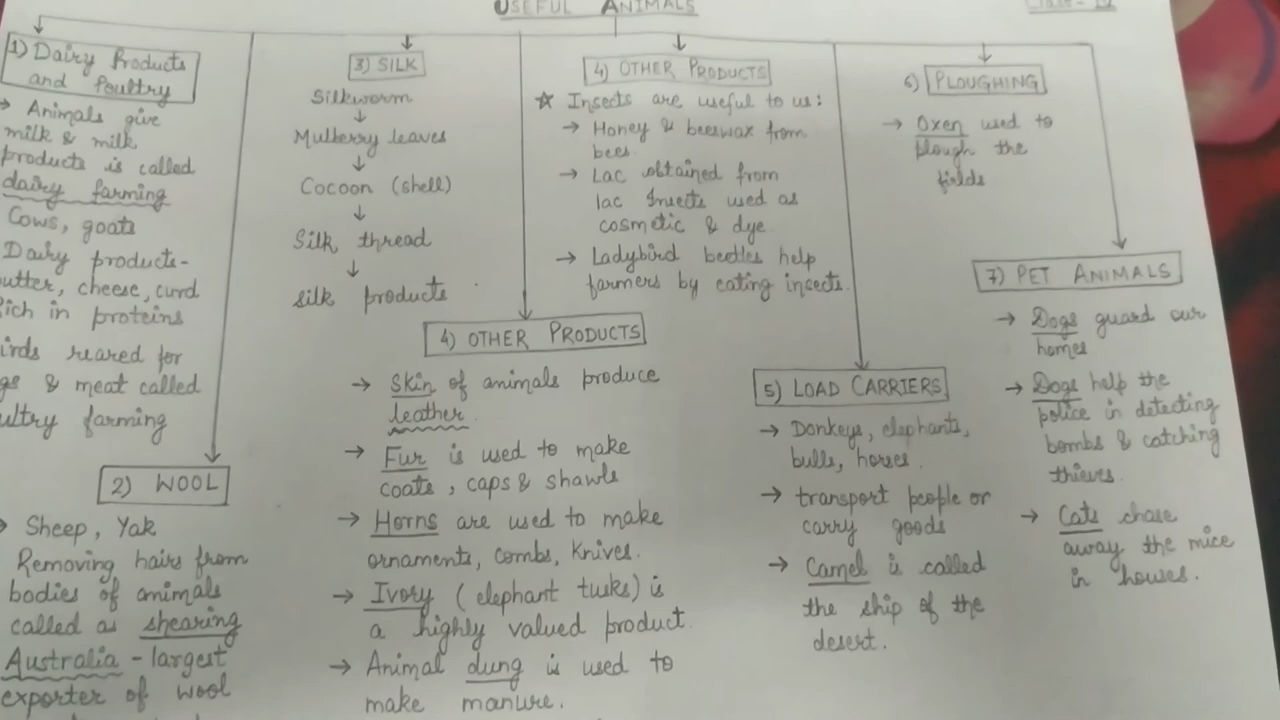 USEFUL ANIMALS
1) Dairy Products
and Poultry
→ Animals give
milk & milk
products is called
dairy farming
Cows, goats
Dairy products-
utter, cheese, curd
Rich in proteins
irds reared for
gs & meat called
ultry farming
2) WOOL
→ Sheep, Yak
Removing hairs from
bodies of animals
called as shearing
Australia - largest
exporter of wool
3) SILK
Silkworm
↓
Mulberry leaves
↓
Cocoon (shell)
↓
Silk thread
↓
Silk products
4) OTHER PRODUCTS
☆ Insects are useful to us:
→ Honey & beeswax from
bees.
→ Lac obtained from
lac Insects used as
cosmetic & dye
→ Ladybird beetles help
farmers by eating insects.
4) OTHER PRODUCTS
→ Skin of animals produce
leather.
→ Fur is used to make
coats, caps & shawls
→ Horns are used to make
ornaments, combs, Knives.
→ Ivory (elephant tusks) is
a highly valued product.
→ Animal dung is used to
make manure.
5) LOAD CARRIERS
→ Donkeys, elephants,
bulls, horses.
→ transport people or
carry goods
→ Camel is called
the ship of the
desert.
6) PLOUGHING
→ Oxen used to
plough the
fields
7) PET ANIMALS
→ Dogs guard our
homes
→ Dogs help the
police in detecting
bombs & catching
thieves.
→ Cats chase
away the mice
in houses.